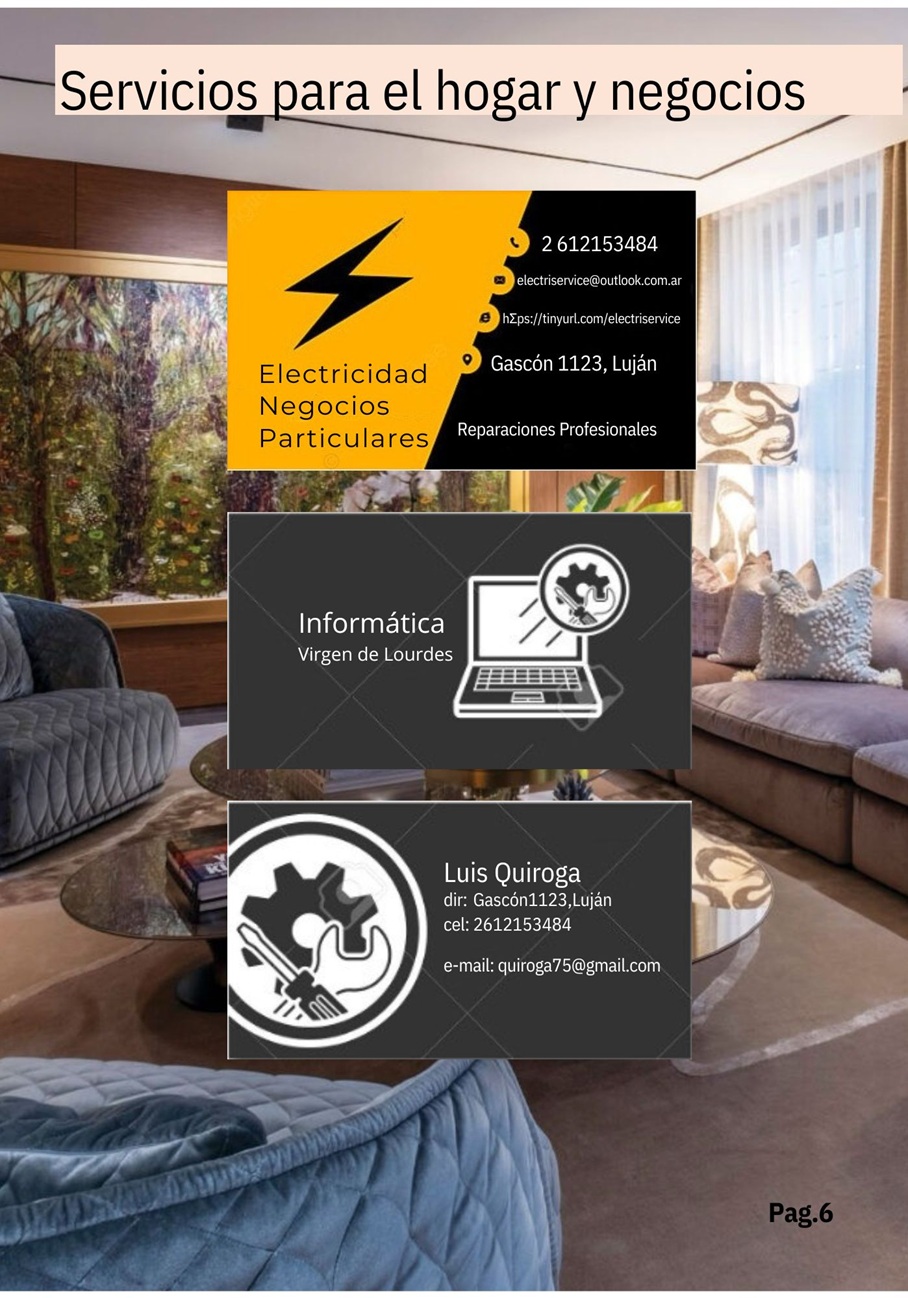 Servicios para el hogar y negocios
2 612153484
electriservice@outlook.com.ar
hΣps://tinyurl.com/electriservice
Gascón 1123, Luján
Electricidad
Negocios
Particulares
Reparaciones Profesionales
Informática
Virgen de Lourdes
Luis Quiroga
dir: Gascón1123,Luján
cel: 2612153484
e-mail: quiroga75@gmail.com
Pag.6